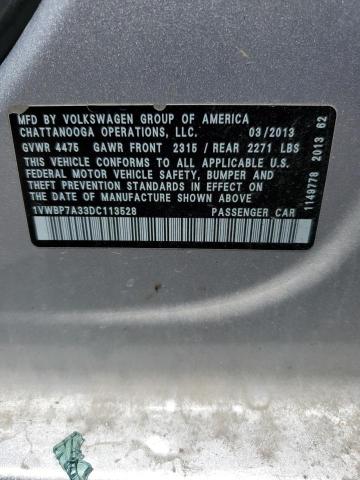 MFD BY VOLKSWAGEN GROUP OF AMERICA
CHATTANOOGA OPERATIONS, LLC. 03/2013
GVWR 4475 GAWR FRONT 2315 / REAR 2271 LBS
THIS VEHICLE CONFORMS TO ALL APPLICABLE U.S.
FEDERAL MOTOR VEHICLE SAFETY, BUMPER AND
THEFT PREVENTION STANDARDS IN EFFECT ON
THE DATE OF MANUFACTURE SHOWN ABOVE
1VWBP7A33DC113528 PASSENGER CAR
1149778 2013 62